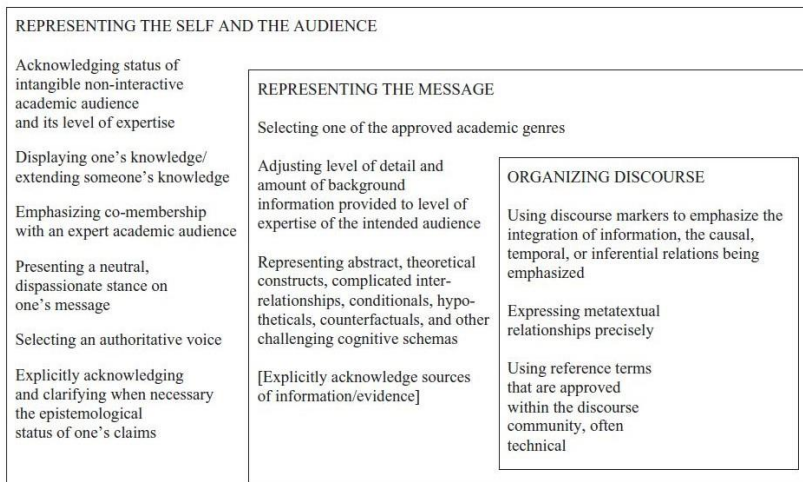 REPRESENTING THE SELF AND THE AUDIENCE
Acknowledging status of
intangible non-interactive
academic audience
and its level of expertise
Displaying one's knowledge/
extending someone's knowledge
Emphasizing co-membership
with an expert academic audience
Presenting a neutral,
dispassionate stance on
one's message
Selecting an authoritative voice
Explicitly acknowledging
and clarifying when necessary
the epistemological
status of one's claims
REPRESENTING THE MESSAGE
Selecting one of the approved academic genres
Adjusting level of detail and
amount of background
information provided to level of
expertise of the intended audience
Representing abstract, theoretical
constructs, complicated inter-
relationships, conditionals, hypo-
theticals, counterfactuals, and other
challenging cognitive schemas
[Explicitly acknowledge sources
of information/evidence]
ORGANIZING DISCOURSE
Using discourse markers to emphasize the
integration of information, the causal,
temporal, or inferential relations being
emphasized
Expressing metatextual
relationships precisely
Using reference terms
that are approved
within the discourse
community, often
technical